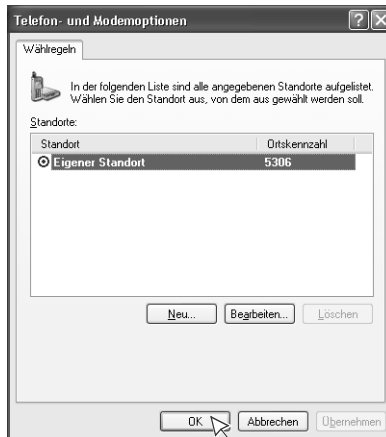 Telefon- und Modemoptionen
Wählregeln
In der folgenden Liste sind alle angegebenen Standorte aufgelistet.
Wählen Sie den Standort aus, von dem aus gewählt werden soll.
Standorte:
Standort Ortskennzahl
Eigener Standort 5306
Neu... Bearbeiten... Löschen
OK Abbrechen Übernehmen